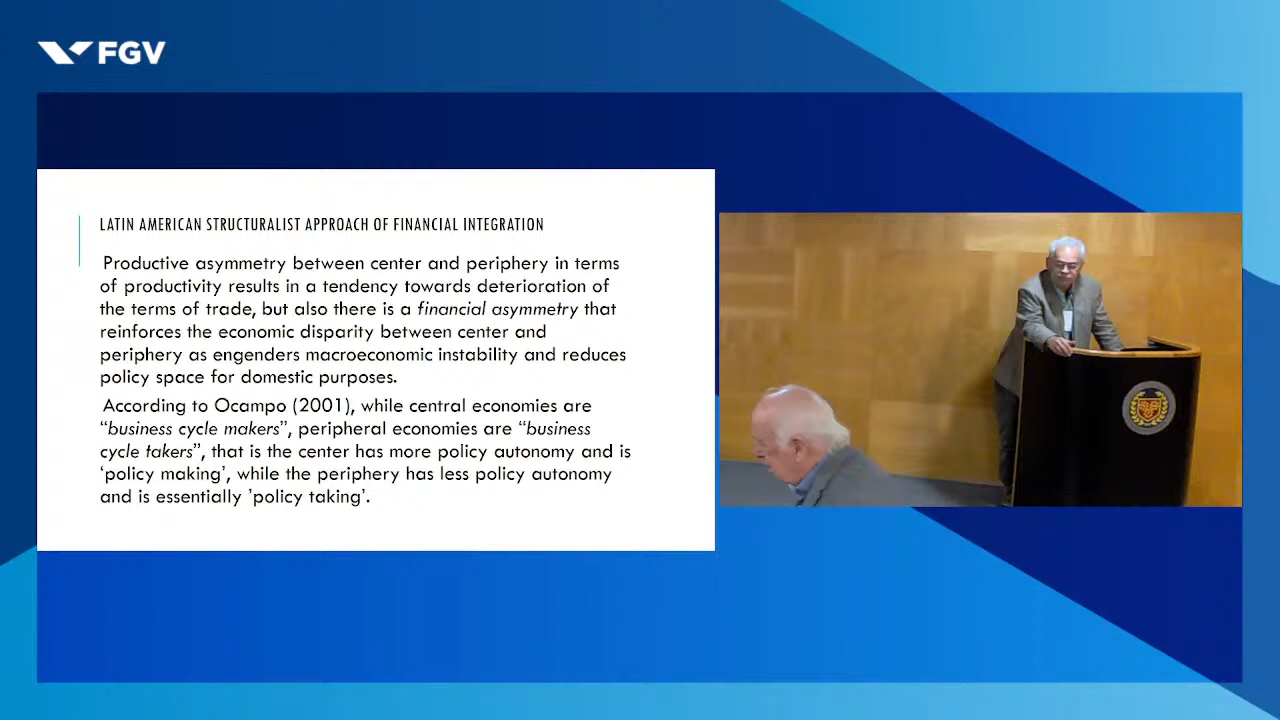 FGV
LATIN AMERICAN STRUCTURALIST APPROACH OF FINANCIAL INTEGRATION
Productive asymmetry between center and periphery in terms
of productivity results in a tendency towards deterioration of
the terms of trade, but also there is a financial asymmetry that
reinforces the economic disparity between center and
periphery as engenders macroeconomic instability and reduces
policy space for domestic purposes.
According to Ocampo (2001), while central economies are
“business cycle makers”, peripheral economies are “business
cycle takers”, that is the center has more policy autonomy and is
‘policy making’, while the periphery has less policy autonomy
and is essentially ’policy taking’.